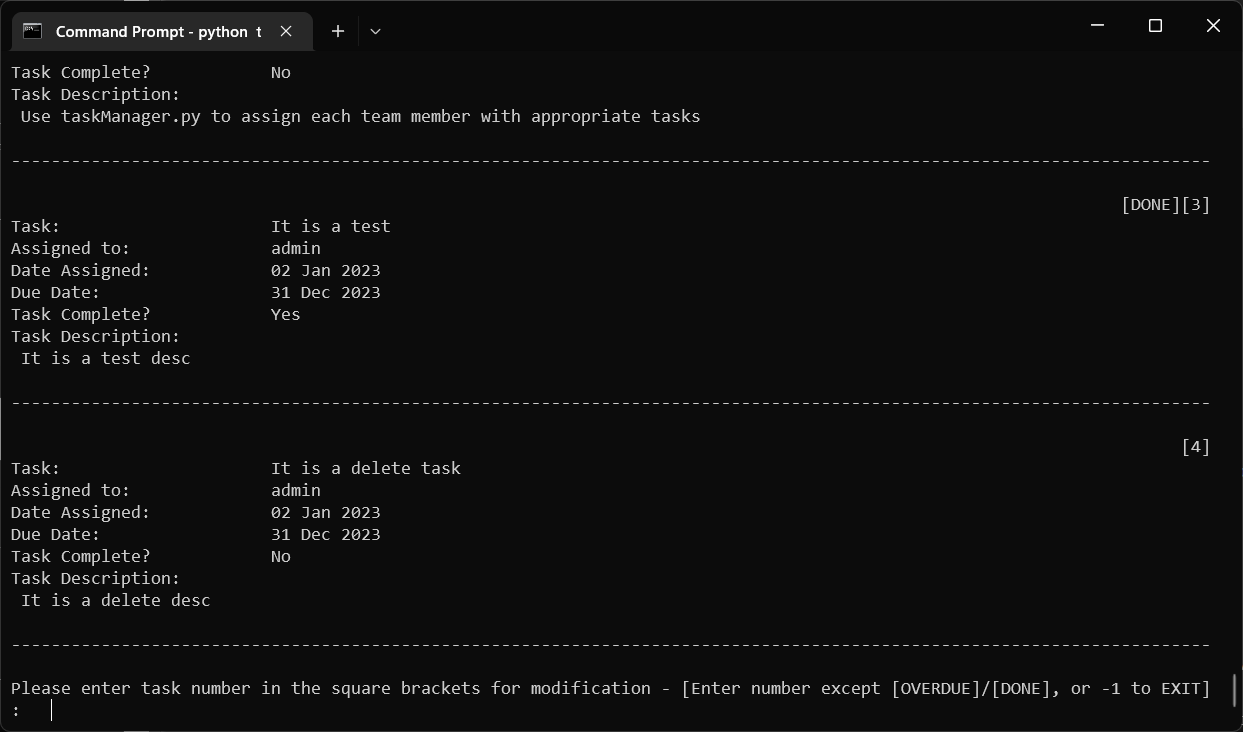 Command Prompt - python t
Task Complete? No
Task Description:
Use taskManager.py to assign each team member with appropriate tasks
------------------------------------------------------------------------------------------------------------------------
[DONE][3]
Task: It is a test
Assigned to: admin
Date Assigned: 02 Jan 2023
Due Date: 31 Dec 2023
Task Complete? Yes
Task Description:
It is a test desc
------------------------------------------------------------------------------------------------------------------------
[4]
Task: It is a delete task
Assigned to: admin
Date Assigned: 02 Jan 2023
Due Date: 31 Dec 2023
Task Complete? No
Task Description:
It is a delete desc
------------------------------------------------------------------------------------------------------------------------
Please enter task number in the square brackets for modification - [Enter number except [OVERDUE]/[DONE], or -1 to EXIT]
: